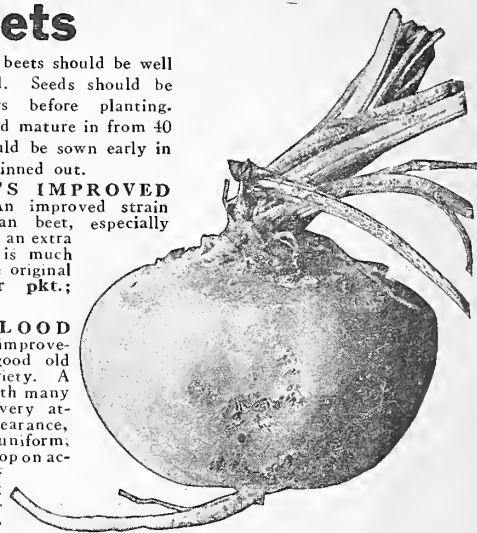 ets
beets should be well
. Seeds should be
s before planting.
d mature in from 40
uld be sown early in
inned out.
'S IMPROVED
n improved strain
an beet, especially
an extra
is much
e original
r pkt.;
LOOD
improve-
ood old
iety. A
th many
very at-
earance,
uniform,
op on ac-